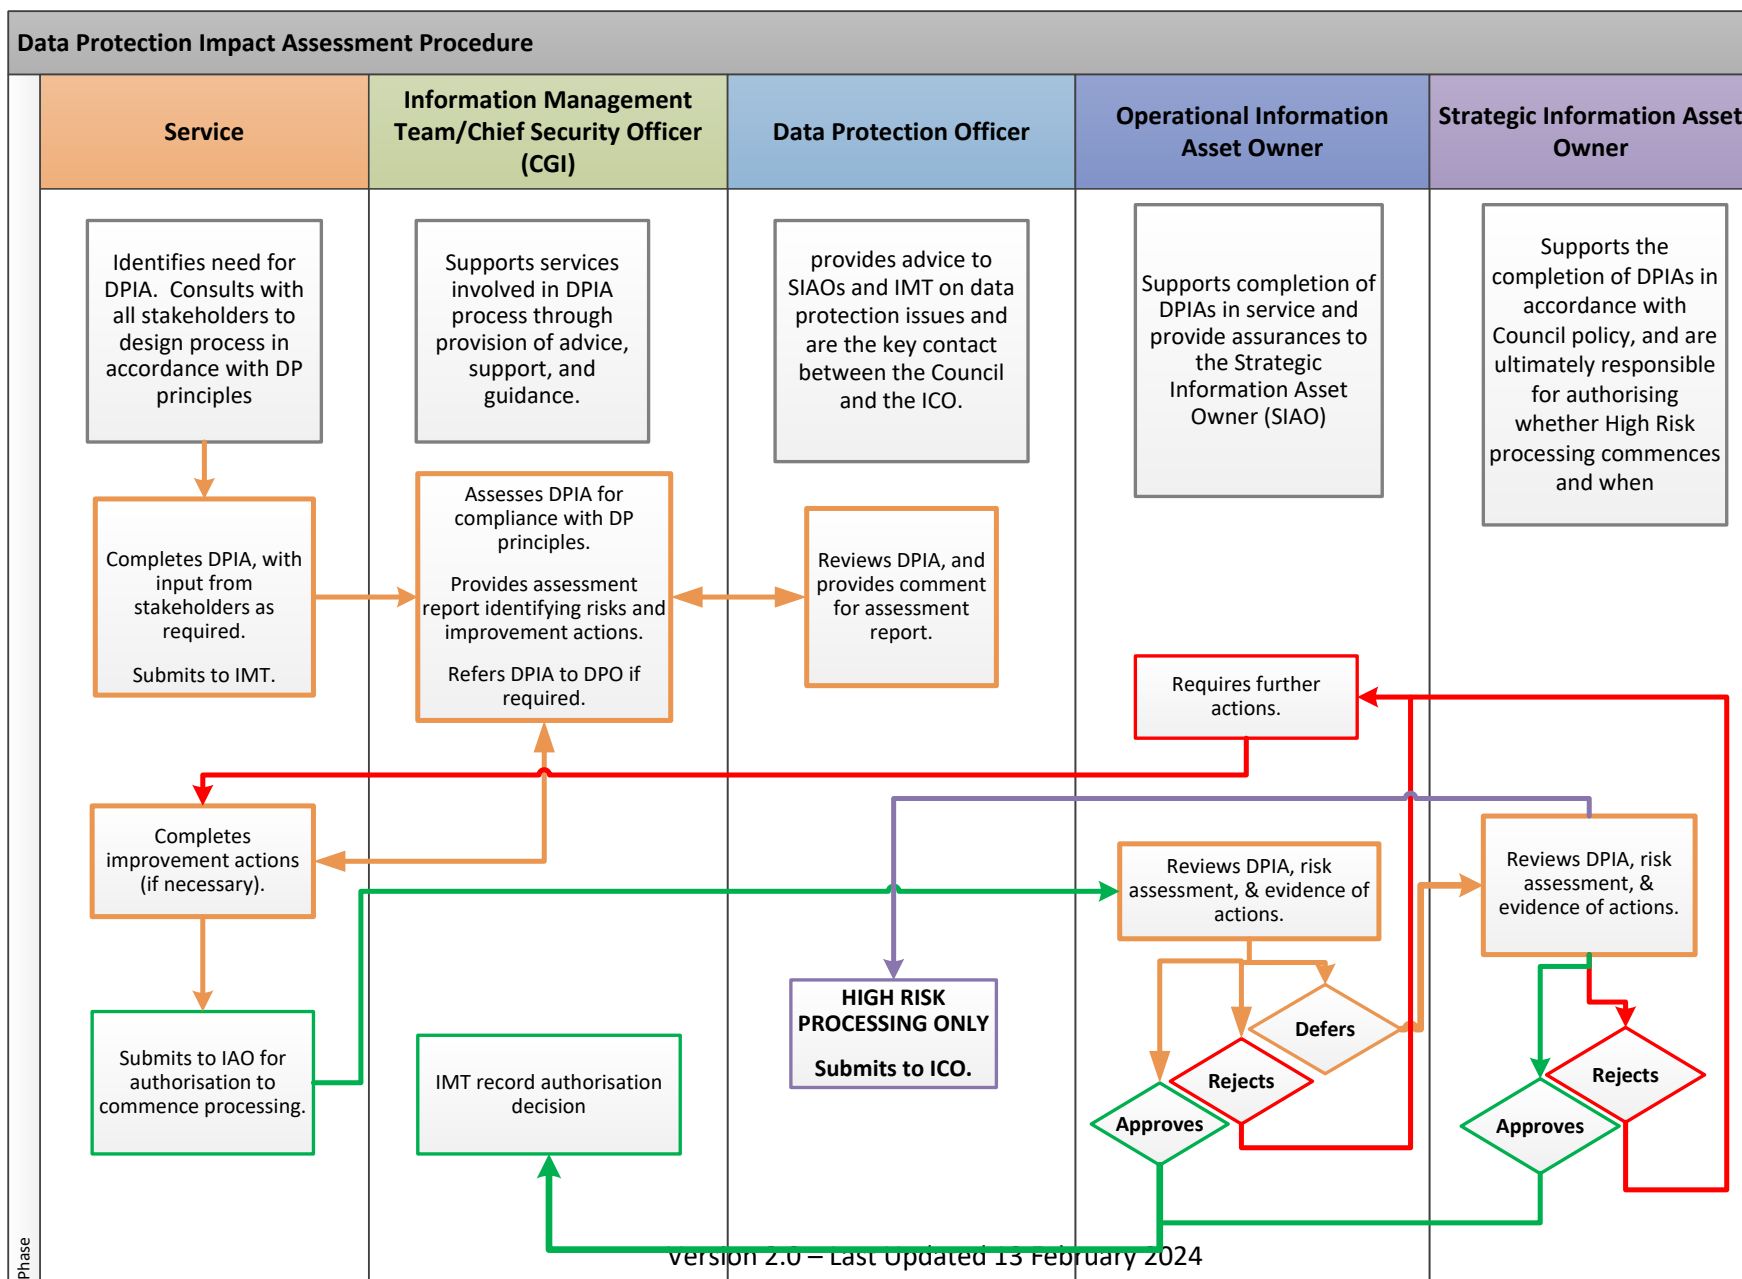 Data Protection Impact Assessment Procedure
Service
Information Management
Team/Chief Security Officer
(CGI)
Data Protection Officer
Operational Information
Asset Owner
Strategic Information Asset
Owner
Identifies need for
DPIA.  Consults with
all stakeholders to
design process in
accordance with DP
principles
Supports services
involved in DPIA
process through
provision of advice,
support, and
guidance.
provides advice to
SIAOs and IMT on data
protection issues and
are the key contact
between the Council
and the ICO.
Supports completion of
DPIAs in service and
provide assurances to
the Strategic
Information Asset
Owner (SIAO)
Supports the
completion of DPIAs in
accordance with
Council policy, and are
ultimately responsible
for authorising
whether High Risk
processing commences
and when
Completes DPIA, with
input from
stakeholders as
required.
Submits to IMT.
Assesses DPIA for
compliance with DP
principles.
Provides assessment
report identifying risks and
improvement actions.
Refers DPIA to DPO if
required.
Reviews DPIA, and
provides comment
for assessment
report.
Requires further
actions.
Completes
improvement actions
(if necessary).
Reviews DPIA, risk
assessment, & evidence of
actions.
Reviews DPIA, risk
assessment, &
evidence of actions.
HIGH RISK
PROCESSING ONLY
Submits to ICO.
Defers
Rejects
Approves
Rejects
Approves
Submits to IAO for
authorisation to
commence processing.
IMT record authorisation
decision
Version 2.0 – Last Updated 13 February 2024
Phase